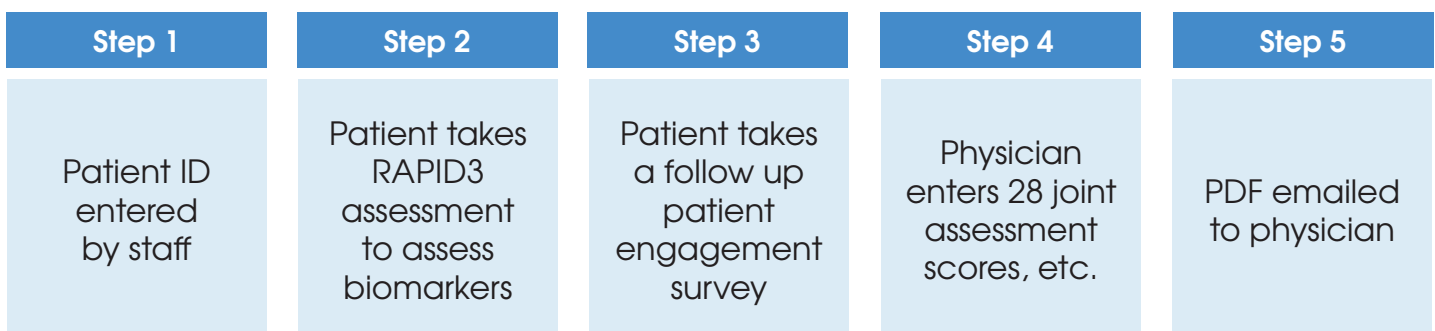 Step 1
Patient ID
entered
by staff
Step 2
Patient takes
RAPID3
assessment
to assess
biomarkers
Step 3
Patient takes
a follow up
patient
engagement
survey
Step 4
Physician
enters 28 joint
assessment
scores, etc.
Step 5
PDF emailed
to physician